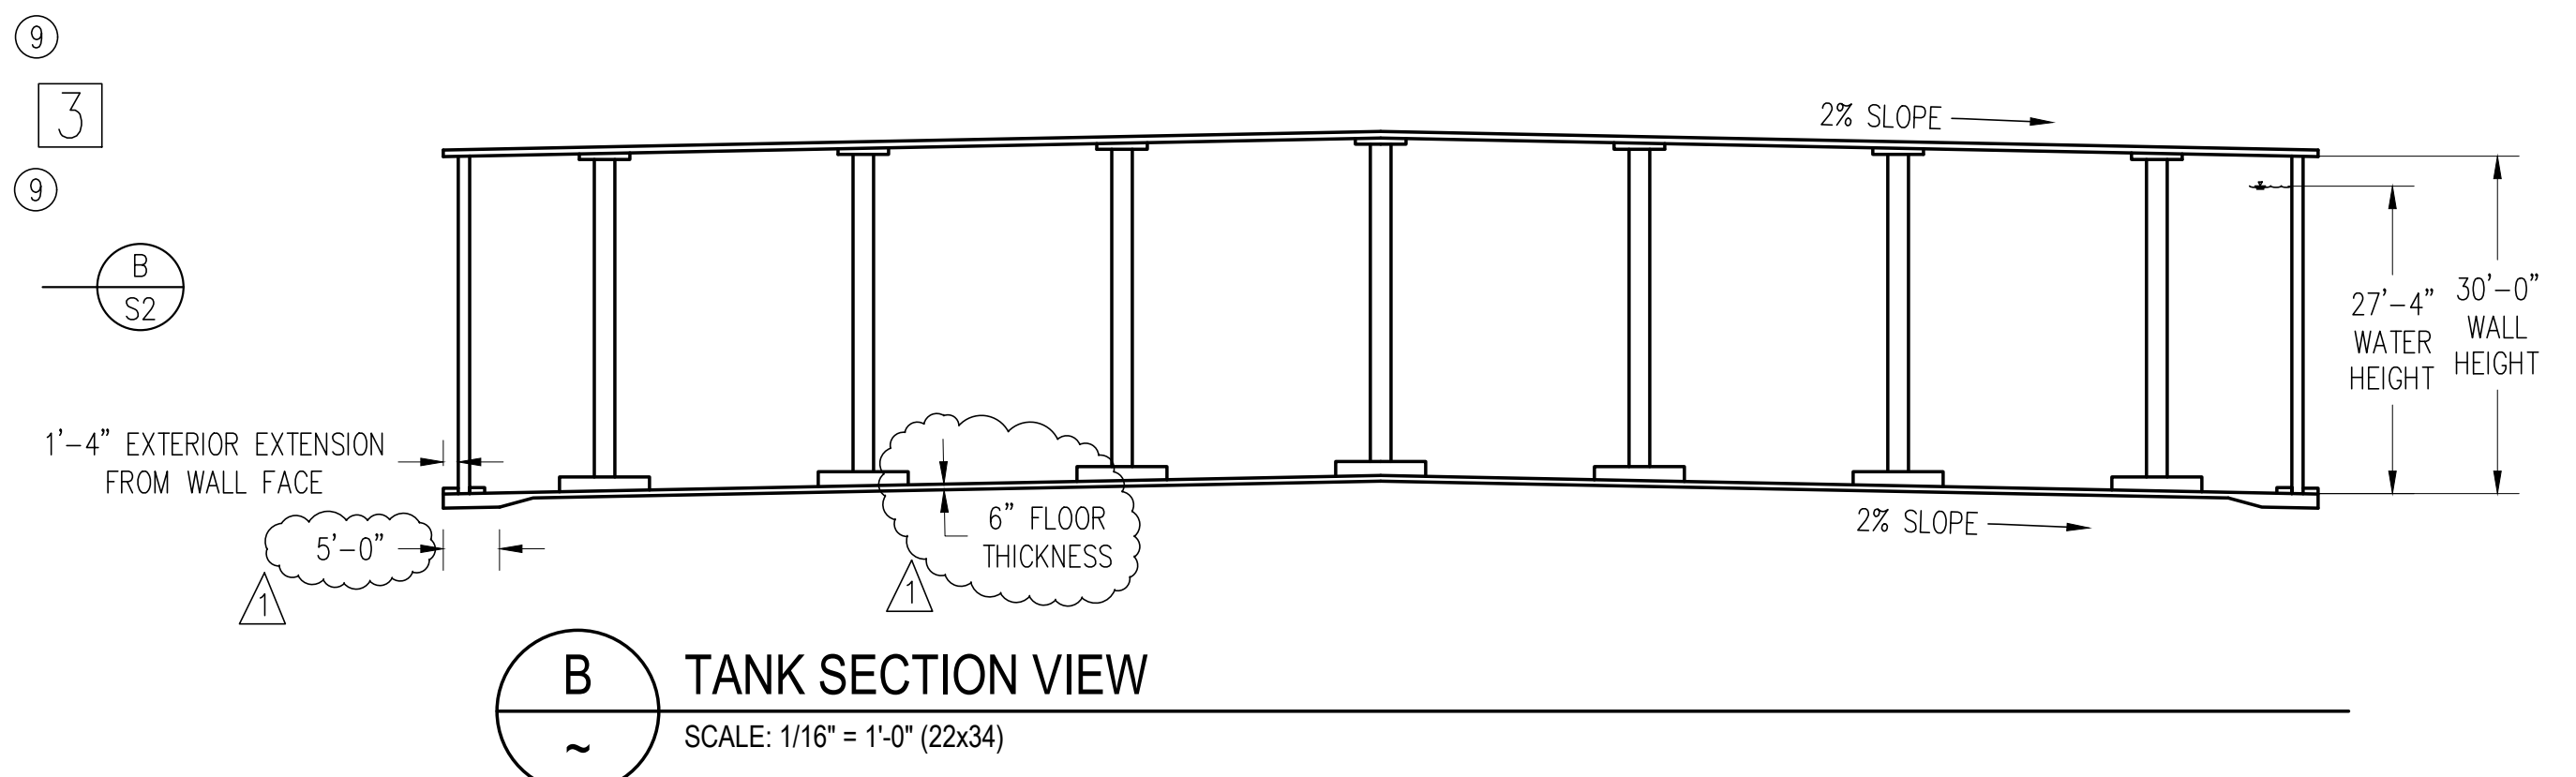 9
3
9
B
S2
2% SLOPE
27'-4"
WATER
HEIGHT
30'-0"
WALL
HEIGHT
1'-4" EXTERIOR EXTENSION
FROM WALL FACE
5'-0"
1
6" FLOOR
THICKNESS
1
2% SLOPE
B
~
TANK SECTION VIEW
SCALE: 1/16" = 1'-0" (22x34)